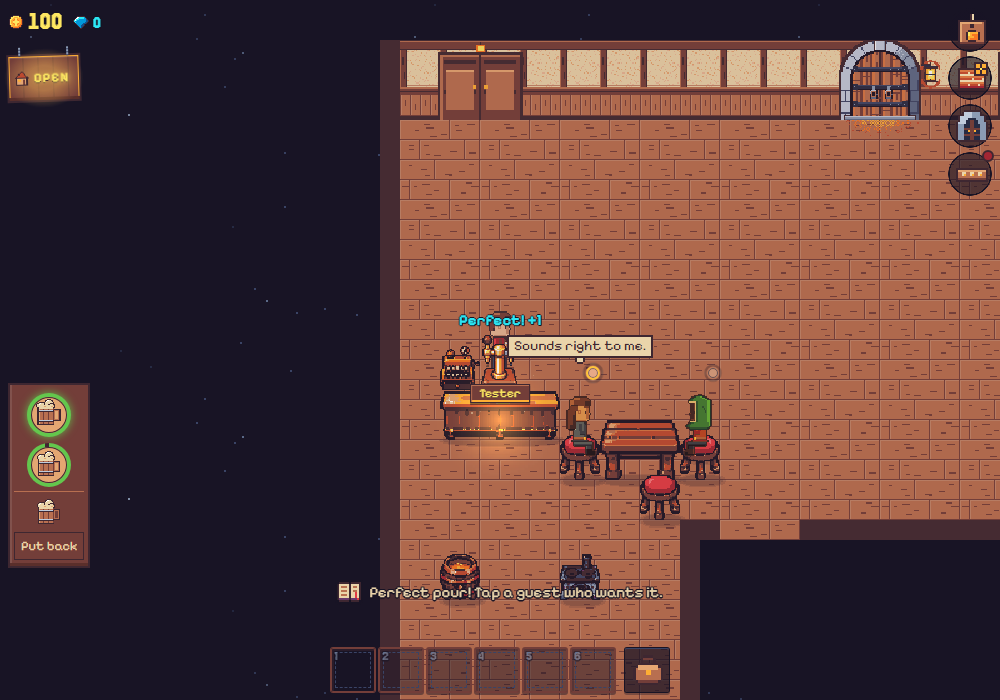 100
0
OPEN
Perfect! +1
Sounds right to me.
Tester
Put back
Perfect pour! Tap a guest who wants it.
1
2
3
4
5
6